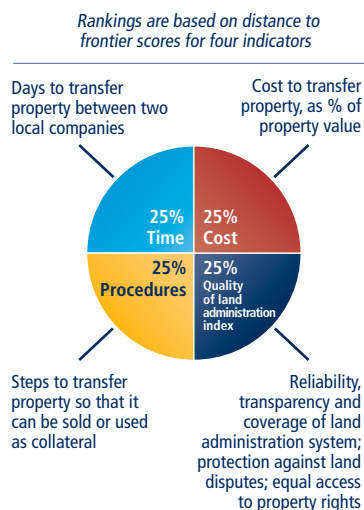 Rankings are based on distance to
frontier scores for four indicators
Days to transfer
property between two
local companies
Cost to transfer
property, as % of
property value
25%
Time
25%
Cost
25%
Procedures
25%
Quality
of land
administration
index
Steps to transfer
property so that it
can be sold or used
as collateral
Reliability,
transparency and
coverage of land
administration system;
protection against land
disputes; equal access
to property rights